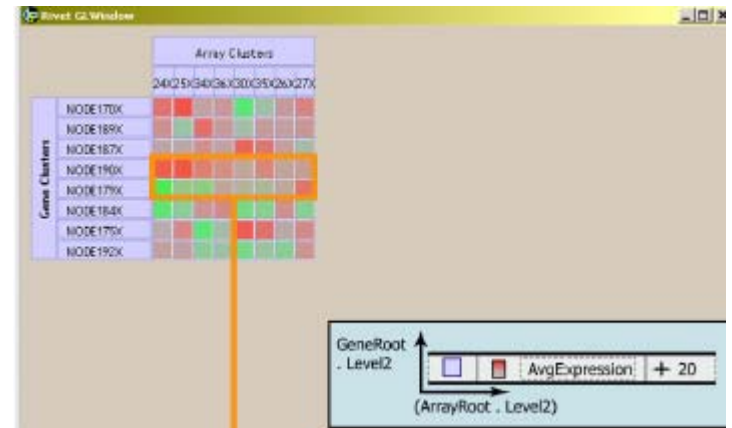 Rivet GLWindow
Array Clusters
24X 25X 34X 36X 30X 35X 26X 27X
Gene Clusters
NODE170X
NODE189X
NODE187X
NODE190X
NODE179X
NODE184X
NODE175X
NODE192X
GeneRoot
. Level2
AvgExpression + 20
(ArrayRoot . Level2)